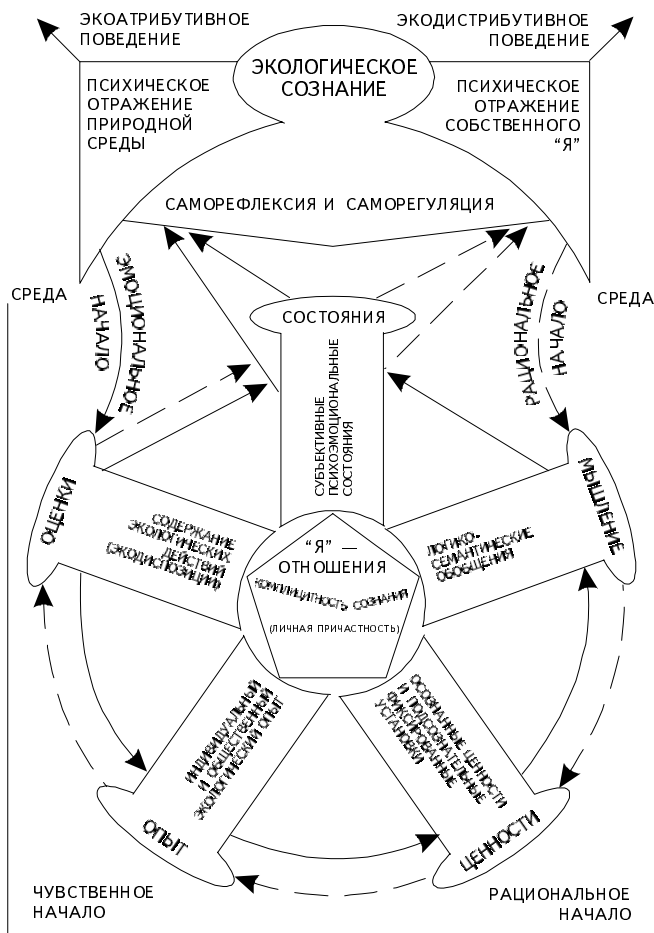 ЭКОАТРИБУТИВНОЕ
ПОВЕДЕНИЕ
ЭКОДИСТРИБУТИВНОЕ
ПОВЕДЕНИЕ
ЭКОЛОГИЧЕСКОЕ
СОЗНАНИЕ
ПСИХИЧЕСКОЕ
ОТРАЖЕНИЕ
ПРИРОДНОЙ
СРЕДЫ
ПСИХИЧЕСКОЕ
ОТРАЖЕНИЕ
СОБСТВЕННОГО
“Я”
САМОРЕФЛЕКСИЯ И САМОРЕГУЛЯЦИЯ
СРЕДА
ЭМОЦИОНАЛЬНОЕ
НАЧАЛО
РАЦИОНАЛЬНОЕ
НАЧАЛО
СРЕДА
СОСТОЯНИЯ
СУБЪЕКТИВНЫЕ
ПСИХОЭМОЦИОНАЛЬНЫЕ
СОСТОЯНИЯ
ОЦЕНКИ
СОДЕРЖАНИЕ
ЭКОЛОГИЧЕСКИХ
ДЕЙСТВИЙ
(ЭКОДИСПОЗИЦИИ)
МЫШЛЕНИЕ
ЛОГИКО-
СЕМАНТИЧЕСКИЕ
ОБОБЩЕНИЯ
“Я” —
ОТНОШЕНИЯ
КОМПЛИЦИТНОСТЬ СОЗНАНИЯ
(ЛИЧНАЯ ПРИЧАСТНОСТЬ)
ИНДИВИДУАЛЬНЫЙ
И ОБЩЕСТВЕННЫЙ
ЭКОЛОГИЧЕСКИЙ ОПЫТ
ОПЫТ
ОСОЗНАННЫЕ ЦЕННОСТИ
И ПОДСОЗНАТЕЛЬНЫЕ
ФИКСИРОВАННЫЕ
УСТАНОВКИ
ЦЕННОСТИ
ЧУВСТВЕННОЕ
НАЧАЛО
РАЦИОНАЛЬНОЕ
НАЧАЛО